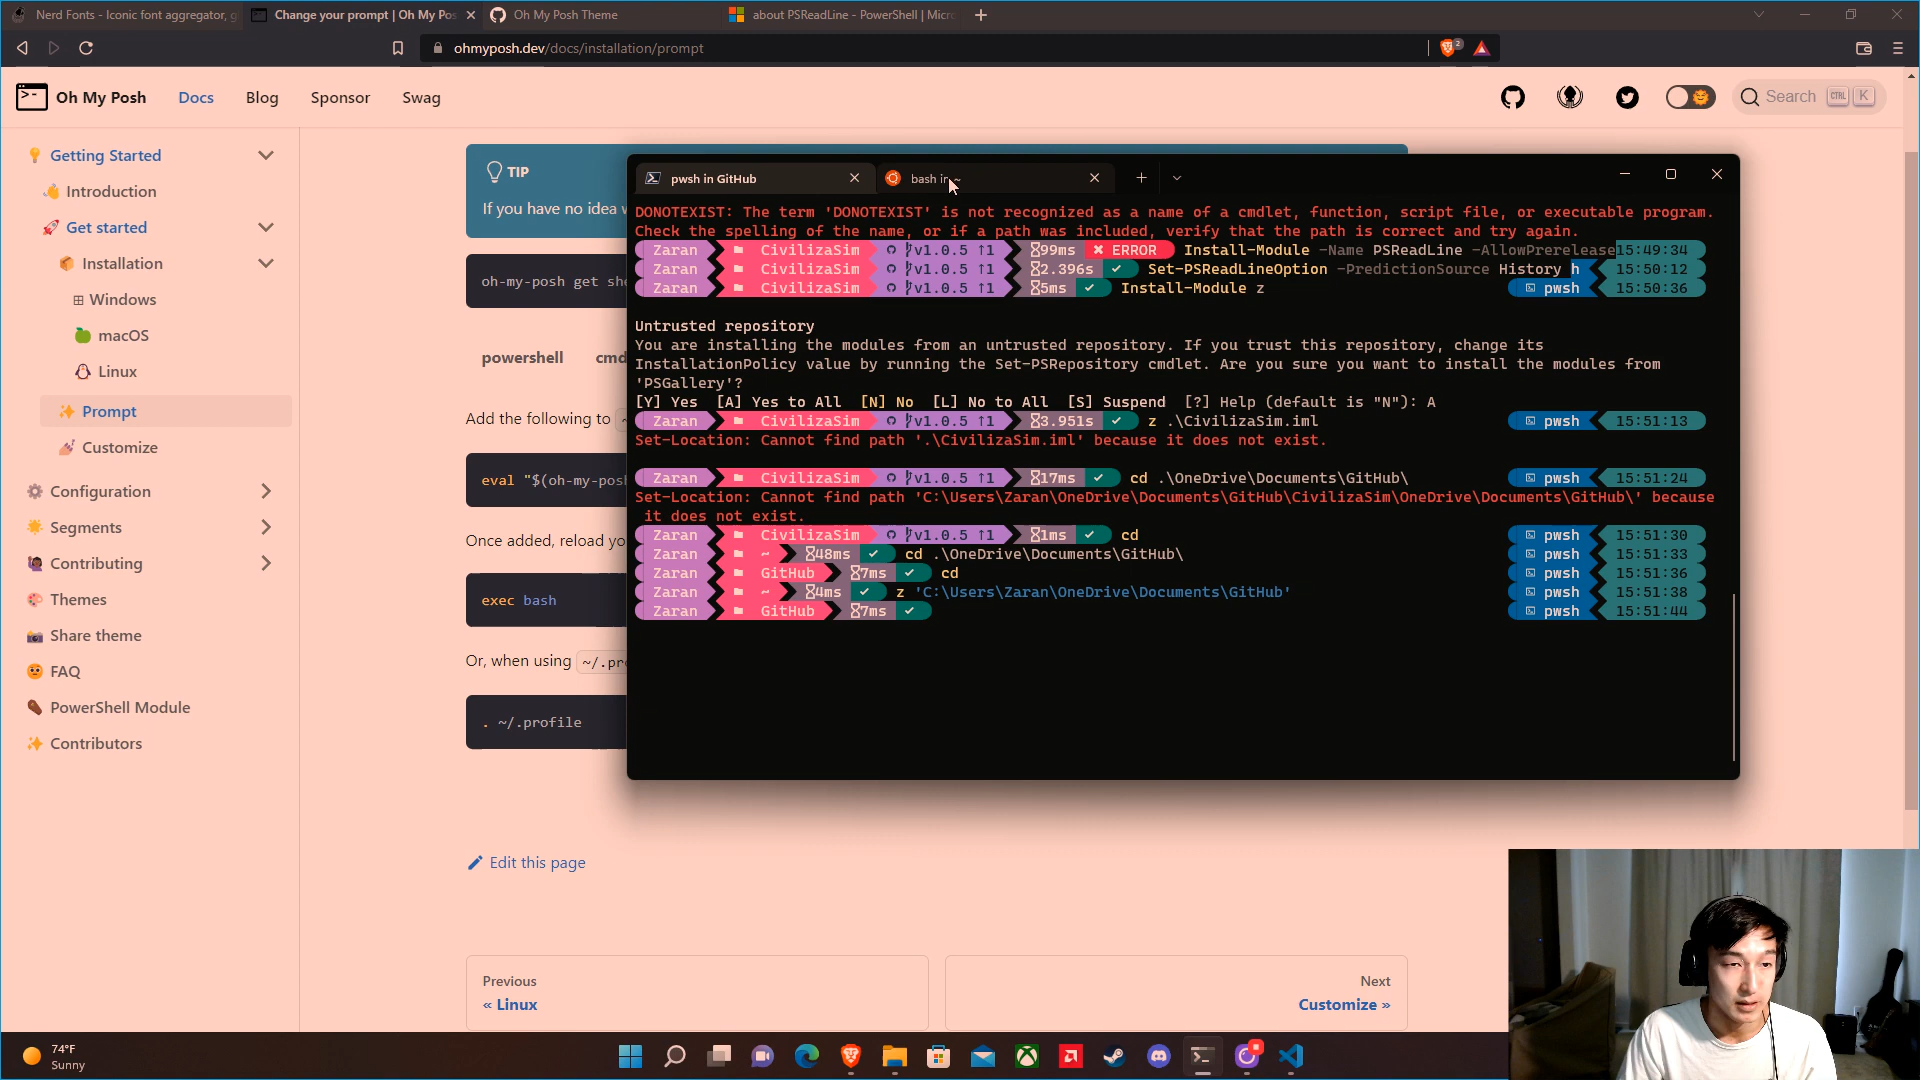 Nerd Fonts - Iconic font aggregator, g
Change your prompt | Oh My Pos
Oh My Posh Theme
about PSReadLine - PowerShell | Micr
ohmyposh.dev/docs/installation/prompt
2
Oh My Posh
Docs
Blog
Sponsor
Swag
Search
CTRL
K
Getting Started
Introduction
Get started
Installation
Windows
macOS
Linux
Prompt
Customize
Configuration
Segments
Contributing
Themes
Share theme
FAQ
PowerShell Module
Contributors
TIP
If you have no idea w
oh-my-posh get she
powershell
cmd
Add the following to
eval "$(oh-my-posh
Once added, reload yo
exec bash
Or, when using ~/.pr
. ~/.profile
Edit this page
Previous
« Linux
Next
Customize »
pwsh in GitHub
bash in ~
DONOTEXIST: The term 'DONOTEXIST' is not recognized as a name of a cmdlet, function, script file, or executable program.
Check the spelling of the name, or if a path was included, verify that the path is correct and try again.
Zaran CivilizaSim v1.0.5 ↑1 99ms ✖ ERROR Install-Module -Name PSReadLine -AllowPrerelease 15:49:34
Zaran CivilizaSim v1.0.5 ↑1 2.396s ✓ Set-PSReadLineOption -PredictionSource History h 15:50:12
Zaran CivilizaSim v1.0.5 ↑1 5ms ✓ Install-Module z pwsh 15:50:36
Untrusted repository
You are installing the modules from an untrusted repository. If you trust this repository, change its
InstallationPolicy value by running the Set-PSRepository cmdlet. Are you sure you want to install the modules from
'PSGallery'?
[Y] Yes [A] Yes to All [N] No [L] No to All [S] Suspend [?] Help (default is "N"): A
Zaran CivilizaSim v1.0.5 ↑1 3.951s ✓ z .\CivilizaSim.iml pwsh 15:51:13
Set-Location: Cannot find path '.\CivilizaSim.iml' because it does not exist.
Zaran CivilizaSim v1.0.5 ↑1 17ms ✓ cd .\OneDrive\Documents\GitHub\ pwsh 15:51:24
Set-Location: Cannot find path 'C:\Users\Zaran\OneDrive\Documents\GitHub\CivilizaSim\OneDrive\Documents\GitHub\' because
it does not exist.
Zaran CivilizaSim v1.0.5 ↑1 1ms ✓ cd pwsh 15:51:30
Zaran ~ 48ms ✓ cd .\OneDrive\Documents\GitHub\ pwsh 15:51:33
Zaran GitHub 7ms ✓ cd pwsh 15:51:36
Zaran ~ 4ms ✓ z 'C:\Users\Zaran\OneDrive\Documents\GitHub' pwsh 15:51:38
Zaran GitHub 7ms ✓ pwsh 15:51:44
74°F
Sunny